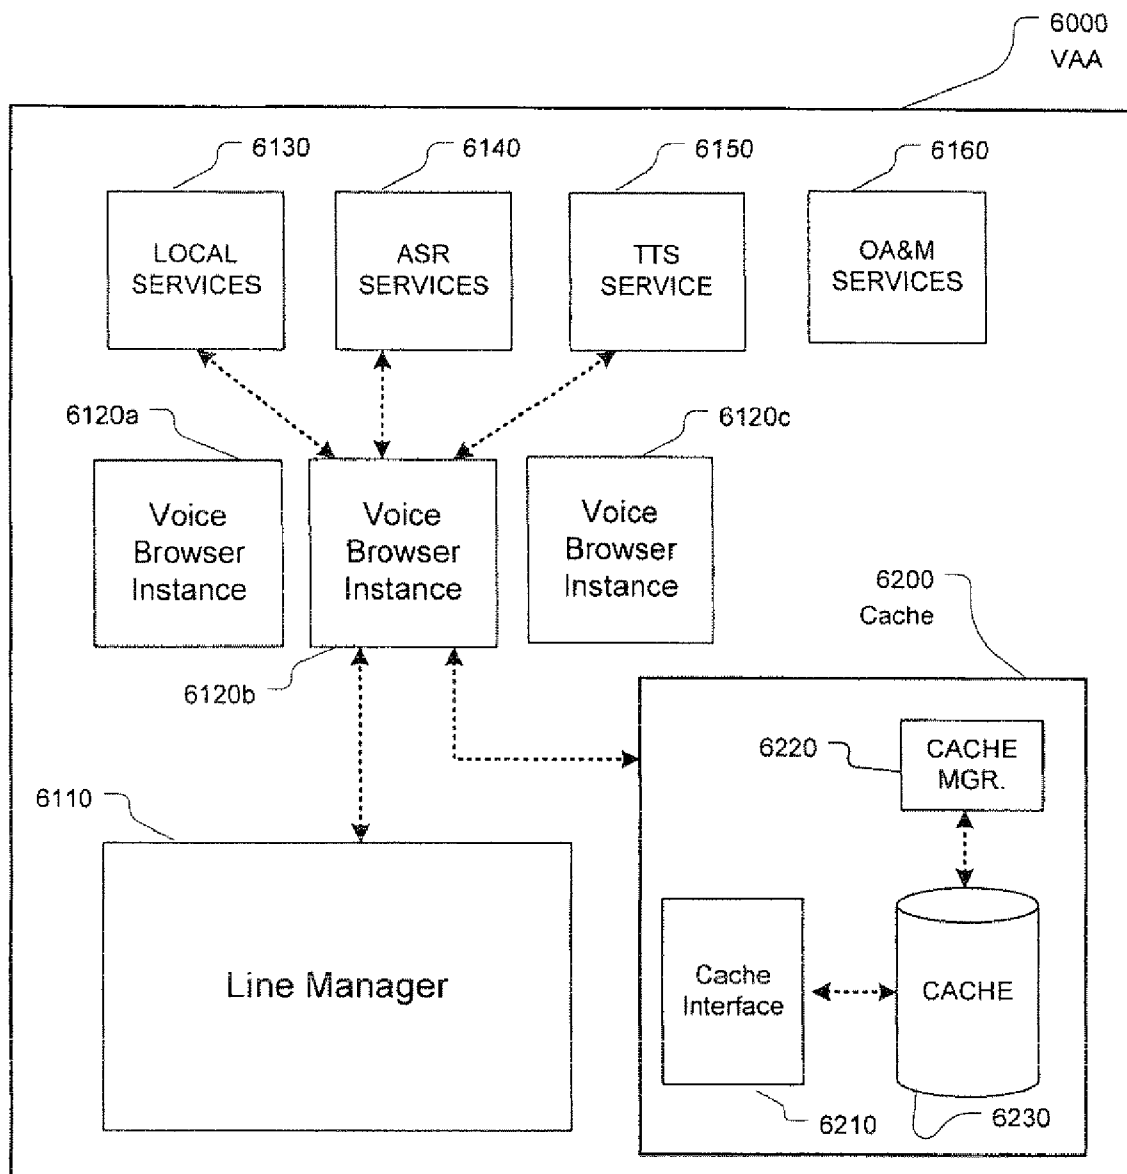 6000
VAA
6130
6140
6150
6160
LOCAL
SERVICES
ASR
SERVICES
TTS
SERVICE
OA&M
SERVICES
6120a
6120c
Voice
Browser
Instance
Voice
Browser
Instance
Voice
Browser
Instance
6200
Cache
6120b
6220
CACHE
MGR.
6110
Line Manager
Cache
Interface
CACHE
6210
6230